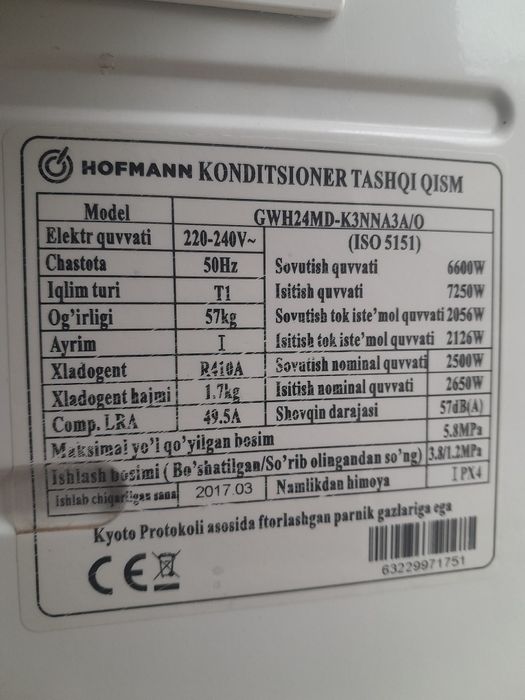 HOFMANN KONDITSIONER TASHQI QISM
Model GWH24MD-K3NNA3A/O
Elektr quvvati 220-240V~ (ISO 5151)
Chastota 50Hz Sovutish quvvati 6600W
Iqlim turi T1 Isitish quvvati 7250W
Og'irligi 57kg Sovutish tok iste'mol quvvati 2056W
Ayrim I Isitish tok iste'mol quvvati 2126W
Xladogent R410A Sovutish nominal quvvati 2500W
Xladogent hajmi 1.7kg Isitish nominal quvvati 2650W
Comp. LRA 49.5A Shovqin darajasi 57dB(A)
Maksimal yo'l qo'yilgan bosim 5.8MPa
Ishlash bosimi ( Bo'shatilgan/So'rib olingandan so'ng) 3.8/1.2MPa
ishlab chiqarilgan sana 2017.03 Namlikdan himoya IPX4
Kyoto Protokoli asosida ftorlashgan parnik gazlariga ega
CE
63229971751